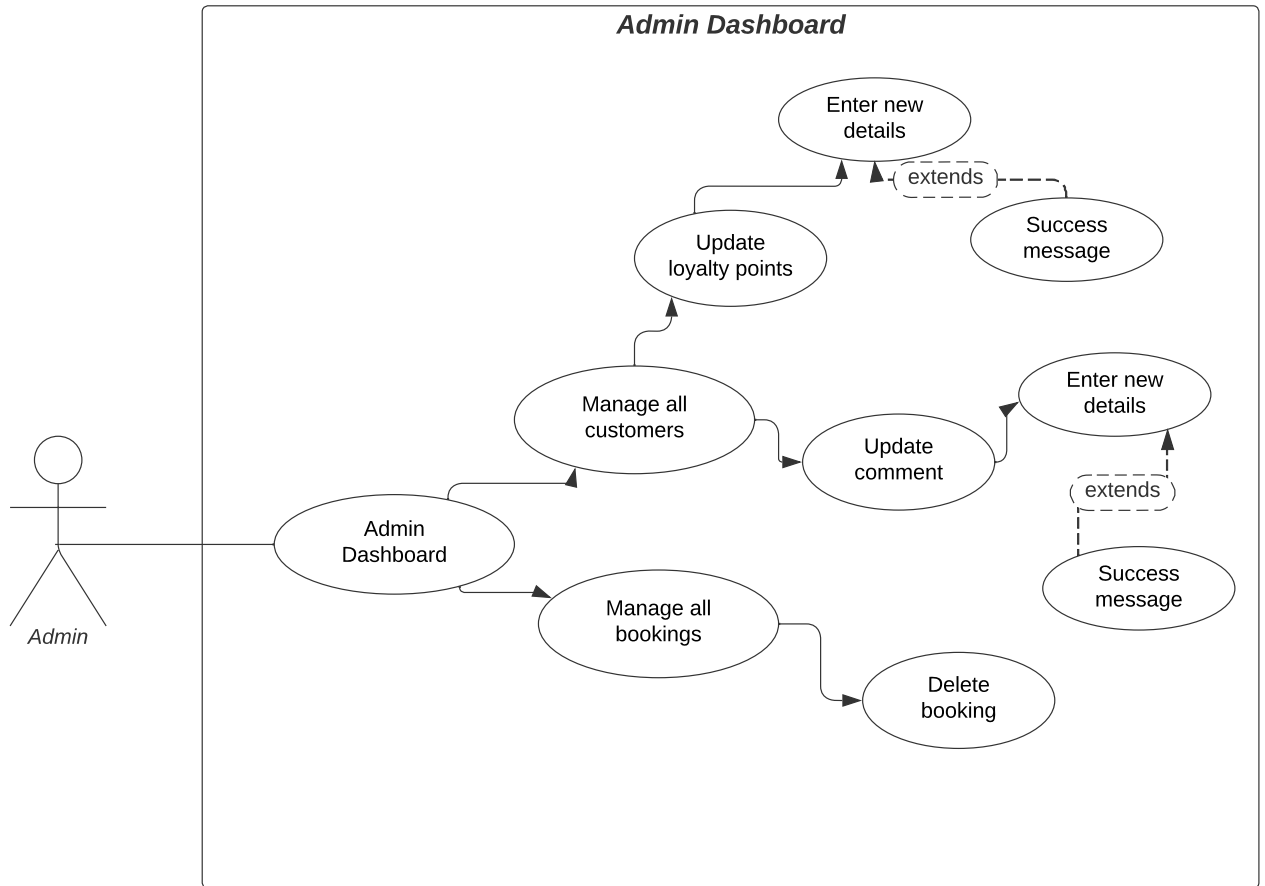 Admin Dashboard
Enter new
details
extends
Success
message
Update
loyalty points
Enter new
details
Manage all
customers
Update
comment
extends
Admin
Dashboard
Success
message
Manage all
bookings
Admin
Delete
booking